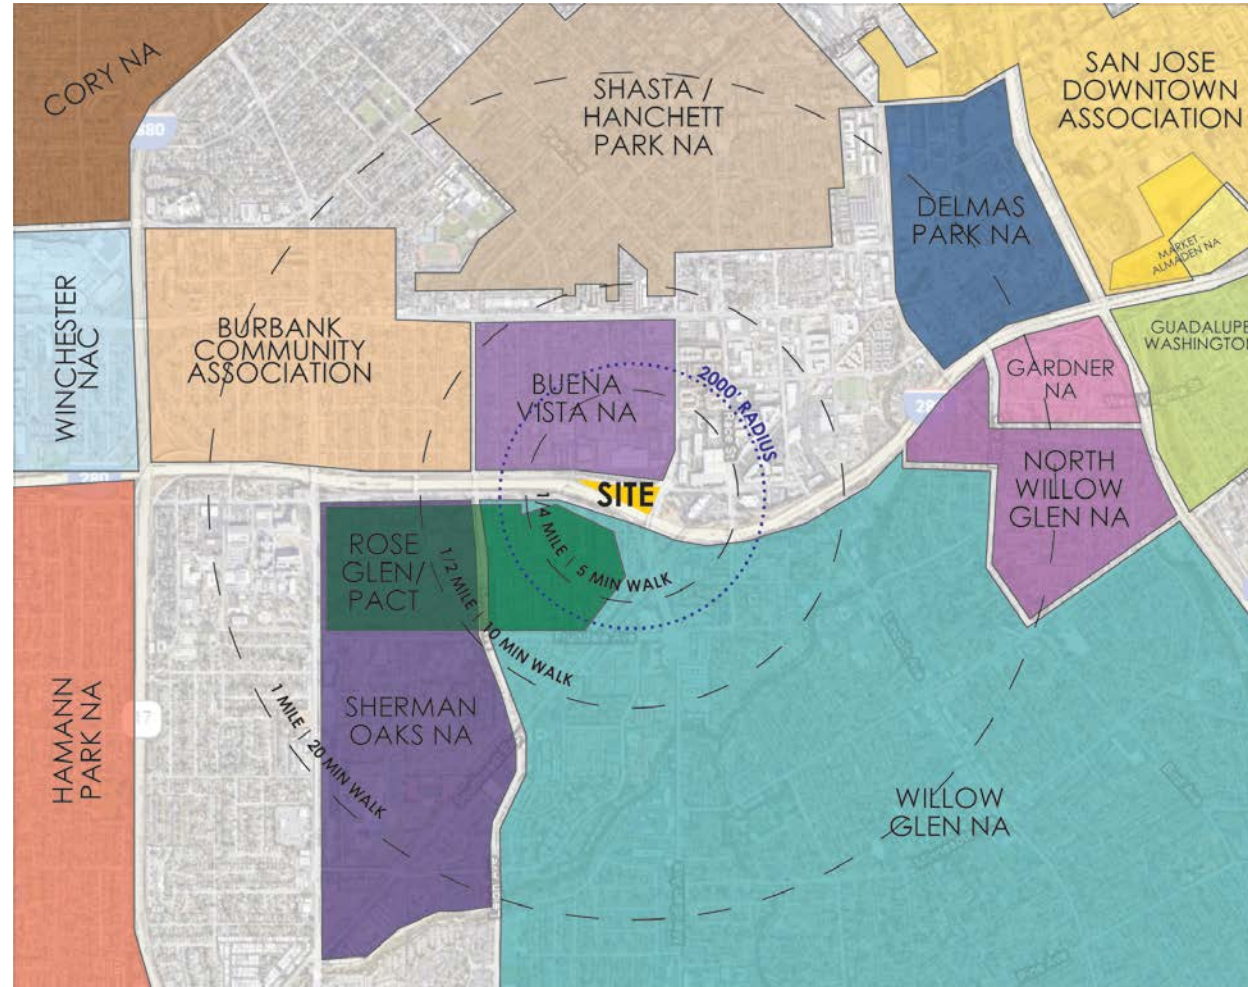 CORY NA
SHASTA /
HANCHETT
PARK NA
SAN JOSE
DOWNTOWN
ASSOCIATION
880
DELMAS
PARK NA
MARKET -
ALMADEN NA
WINCHESTER
NAC
BURBANK
COMMUNITY
ASSOCIATION
BUENA
VISTA NA
2000' RADIUS
GUADALUPE
WASHINGTON
GARDNER
NA
280
280
SITE
NORTH
WILLOW
GLEN NA
ROSE
GLEN/
PACT
1/4 MILE | 5 MIN WALK
1/2 MILE | 10 MIN WALK
1 MILE | 20 MIN WALK
HAMANN
PARK NA
17
SHERMAN
OAKS NA
WILLOW
GLEN NA